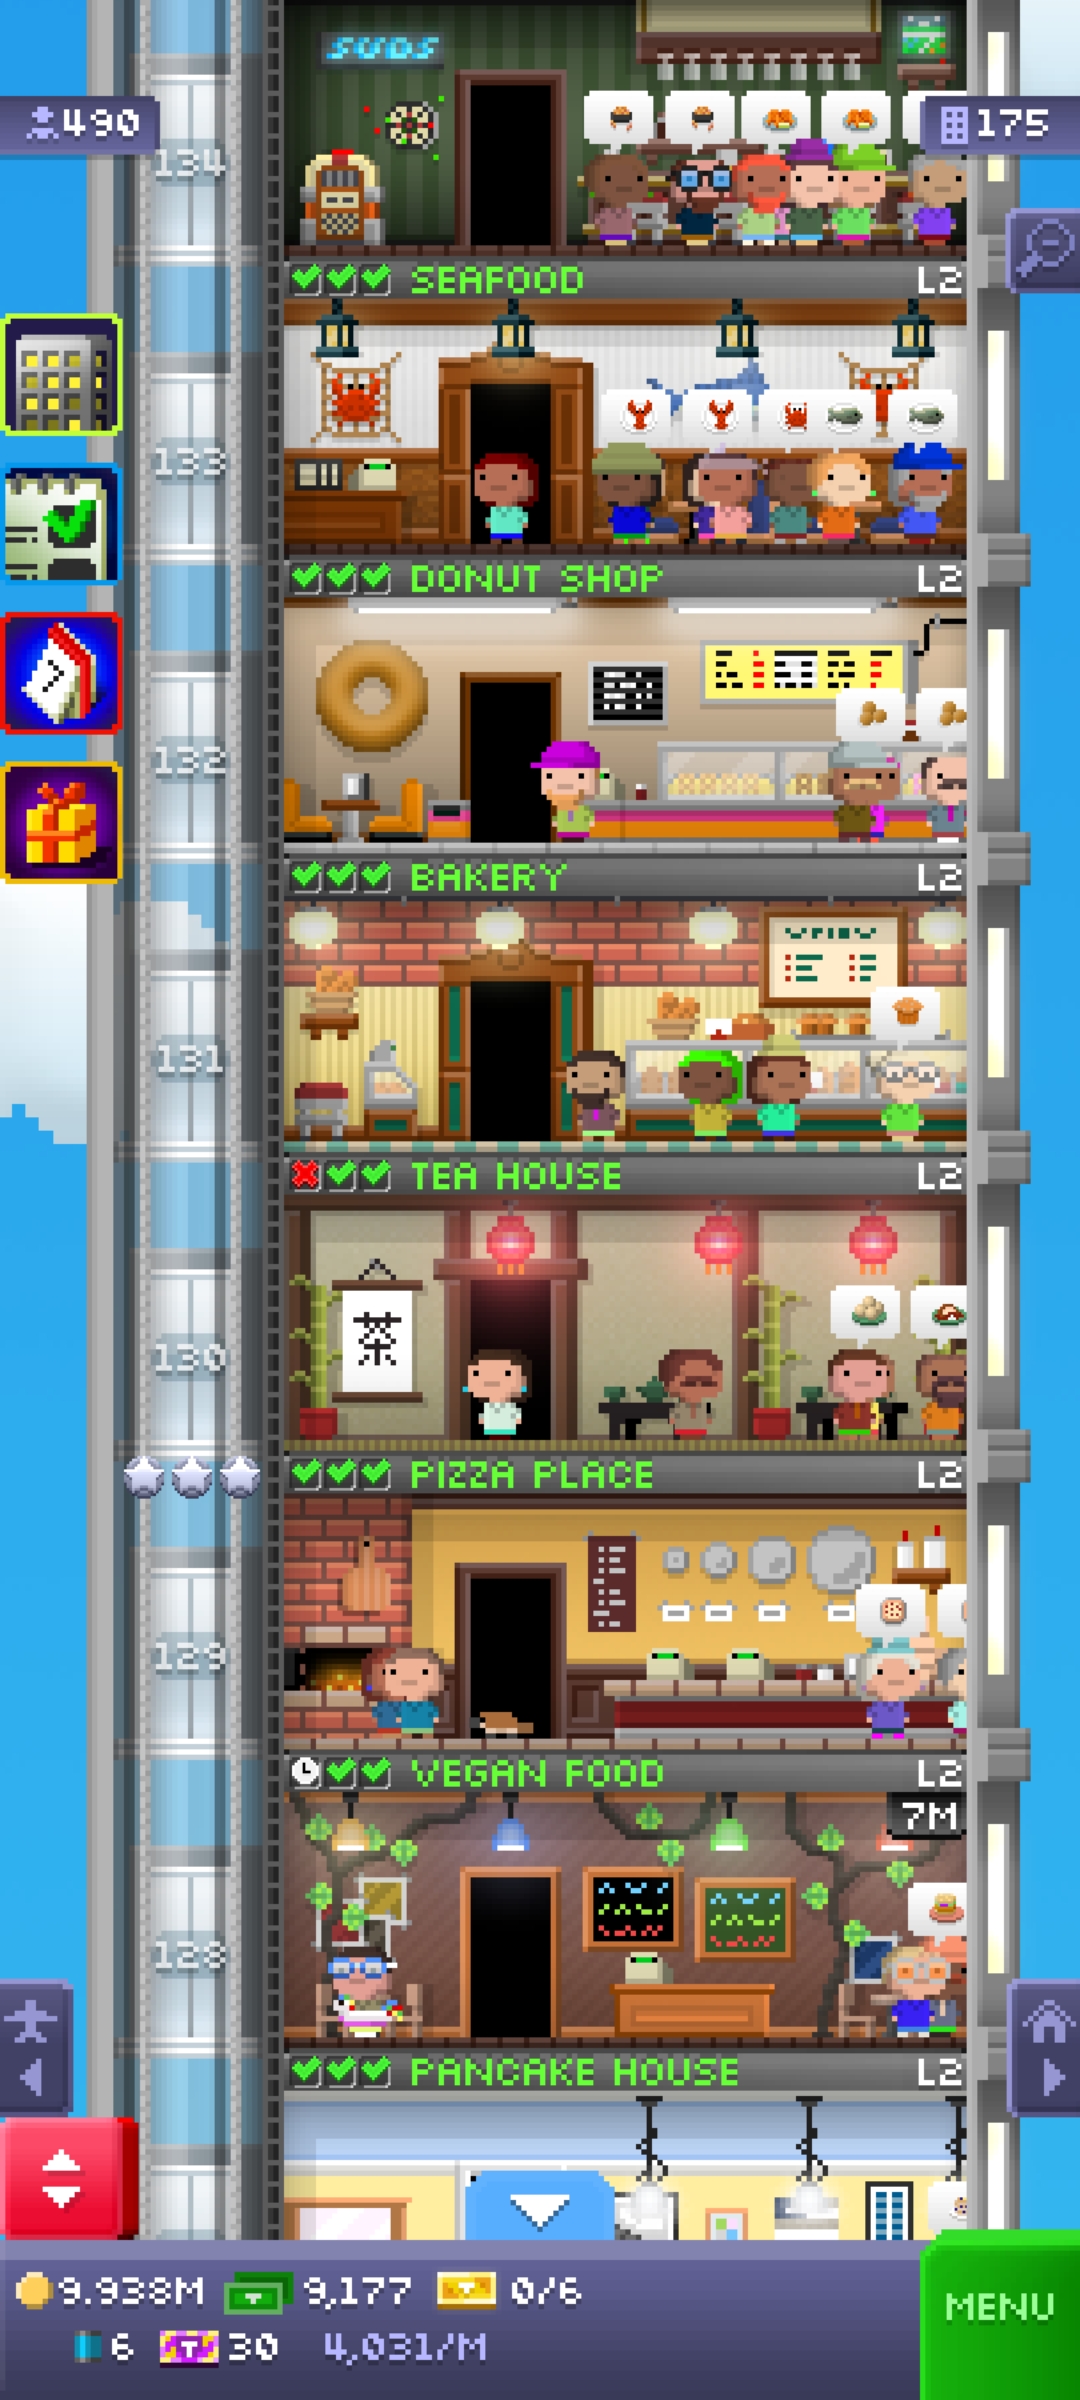 SUDS
490
175
134
SEAFOOD L2
133
DONUT SHOP L2
132
BAKERY L2
131
TEA HOUSE L2
茶
130
PIZZA PLACE L2
129
VEGAN FOOD L2
7M
128
PANCAKE HOUSE L2
9.938M 9,177 0/6
6 T 30 4,031/M
MENU